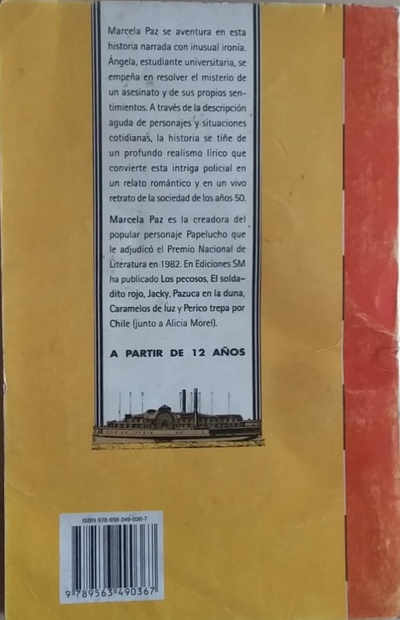 Marcela Paz se aventura en esta
historia narrada con inusual ironía.
Ángela, estudiante universitaria, se
empeña en resolver el misterio de
un asesinato y de sus propios sen-
timientos. A través de la descripción
aguda de personajes y situaciones
cotidianas, la historia se tiñe de
un profundo realismo lírico que
convierte esta intriga policial en
un relato romántico y en un vivo
retrato de la sociedad de los años 50.
Marcela Paz es la creadora del
popular personaje Papelucho que
le adjudicó el Premio Nacional de
Literatura en 1982. En Ediciones SM
ha publicado Los pecosos, El solda-
dito rojo, Jacky, Pazuca en la duna,
Caramelos de luz y Perico trepa por
Chile (junto a Alicia Morel).
A PARTIR DE 12 AÑOS
ISBN 978-956-349-036-7
9 789563 490367